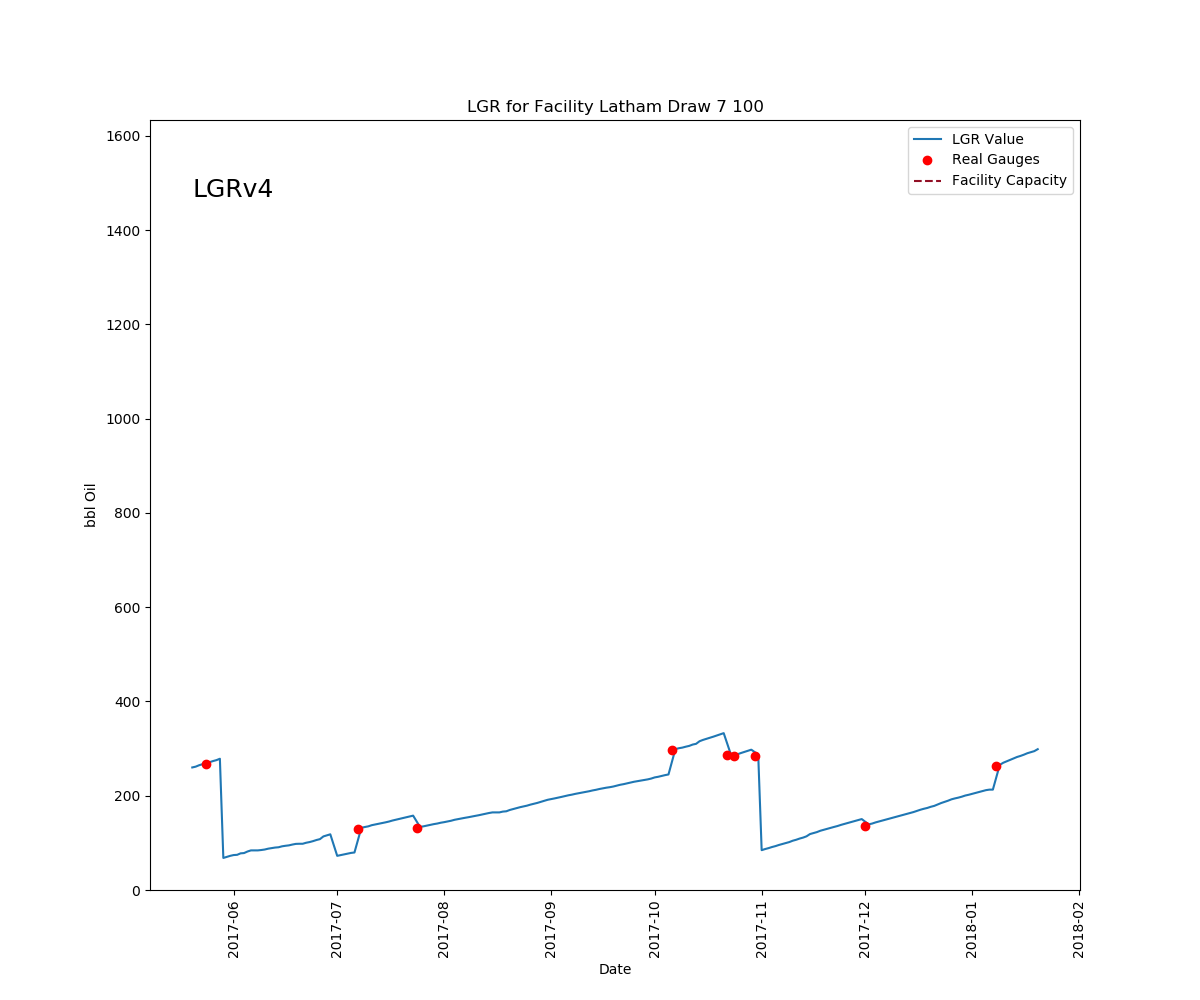 LGR for Facility Latham Draw 7 100
LGRv4
LGR Value
Real Gauges
Facility Capacity
bbl Oil
1600
1400
1200
1000
800
600
400
200
0
2017-06
2017-07
2017-08
2017-09
2017-10
2017-11
2017-12
2018-01
2018-02
Date